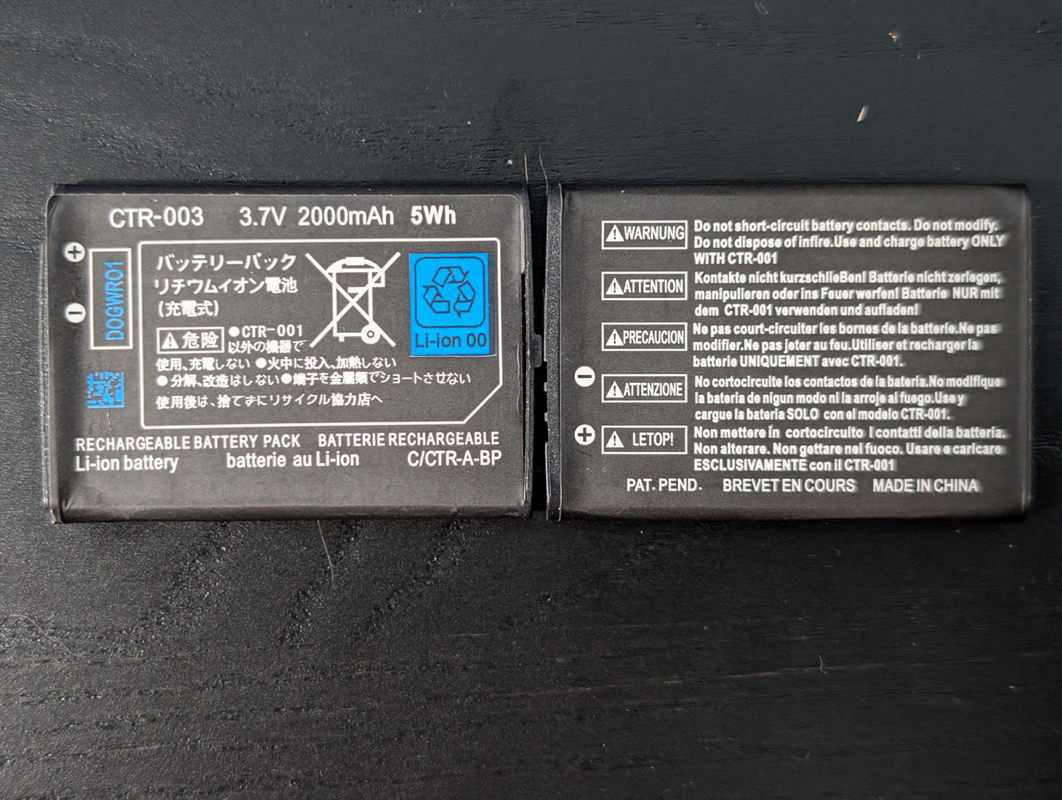 CTR-003 3.7V 2000mAh 5Wh
DOGWRO1
バッテリーパック
リチウムイオン電池
(充電式)
危险 ●CTR-001
以外の機器で
使用、充電しない ●火中に投入、加熱しない
●分解、改造はしない●端子を金属類でショートさせない
使用後は、捨てずにリサイクル協力店へ
Li-ion 00
RECHARGEABLE BATTERY PACK BATTERIE RECHARGEABLE
Li-ion battery batterie au Li-ion C/CTR-A-BP
WARNUNG
Do not short-circuit battery contacts. Do not modify.
Do not dispose of infire.Use and charge battery ONLY
WITH CTR-001
ATTENTION
Kontakte nicht kurzschlieBen! Batterie nicht zerlegen,
manipulieren oder ins Feuer werfen! Batterie NUR mit
dem CTR-001 verwenden und aufladen!
PRECAUCION
Ne pas court-circuiter les bornes de la batterie.Ne pas
modifier.Ne pas jeter au feu.Utiliser et recharger la
batterie UNIQUEMENT avec CTR-001.
ATTENZIONE
No cortocircuite los contactos de la bateria.No modifique
la bateria de nigun modo ni la arroje al fuego.Use y
cargue la bateria SOLO con el modelo CTR-001.
LETOP!
Non mettere in cortocircuito I contatti della batteria.
Non alterare. Non gettare nel fuoco. Usare e caricare
ESCLUSIVAMENTE con il CTR-001
PAT. PEND. BREVET EN COURS MADE IN CHINA